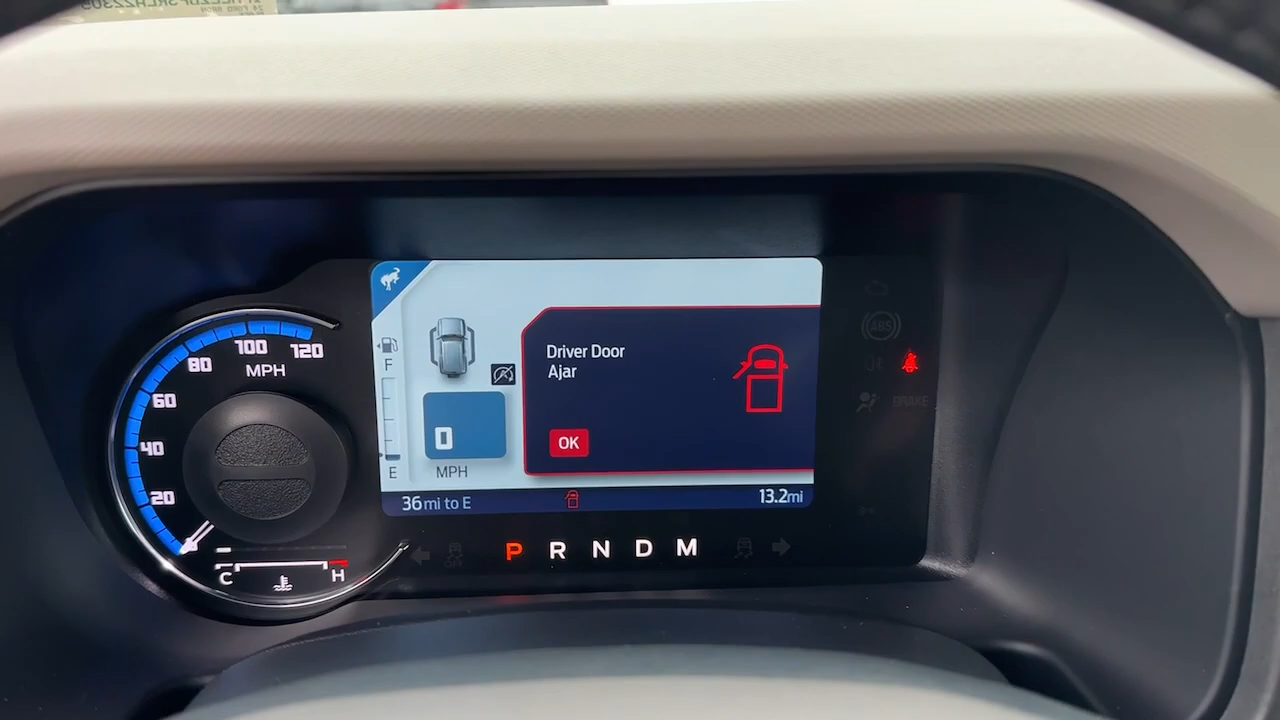 100
120
80
MPH
60
40
20
C
H
F
E
0
MPH
Driver Door
Ajar
OK
36 mi to E
13.2mi
P R N D M
ABS
BRAKE
OFF